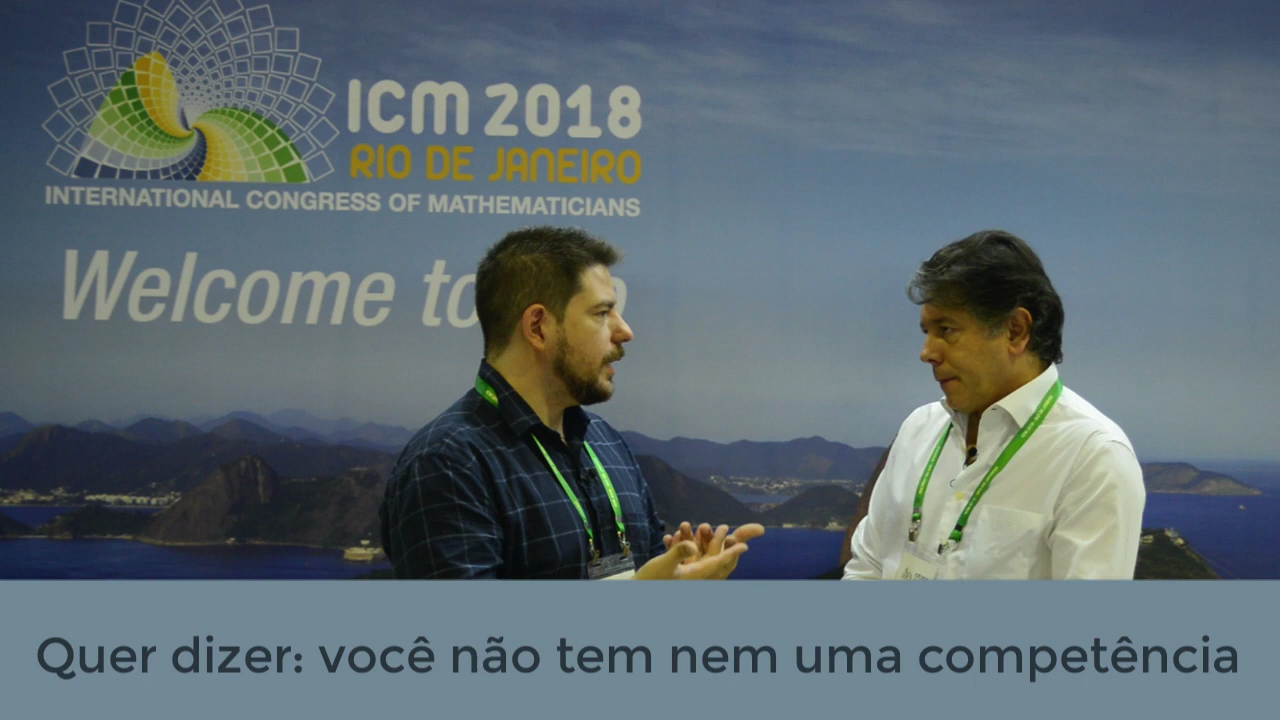 ICM 2018
RIO DE JANEIRO
INTERNATIONAL CONGRESS OF MATHEMATICIANS
Welcome to
Quer dizer: você não tem nem uma competência